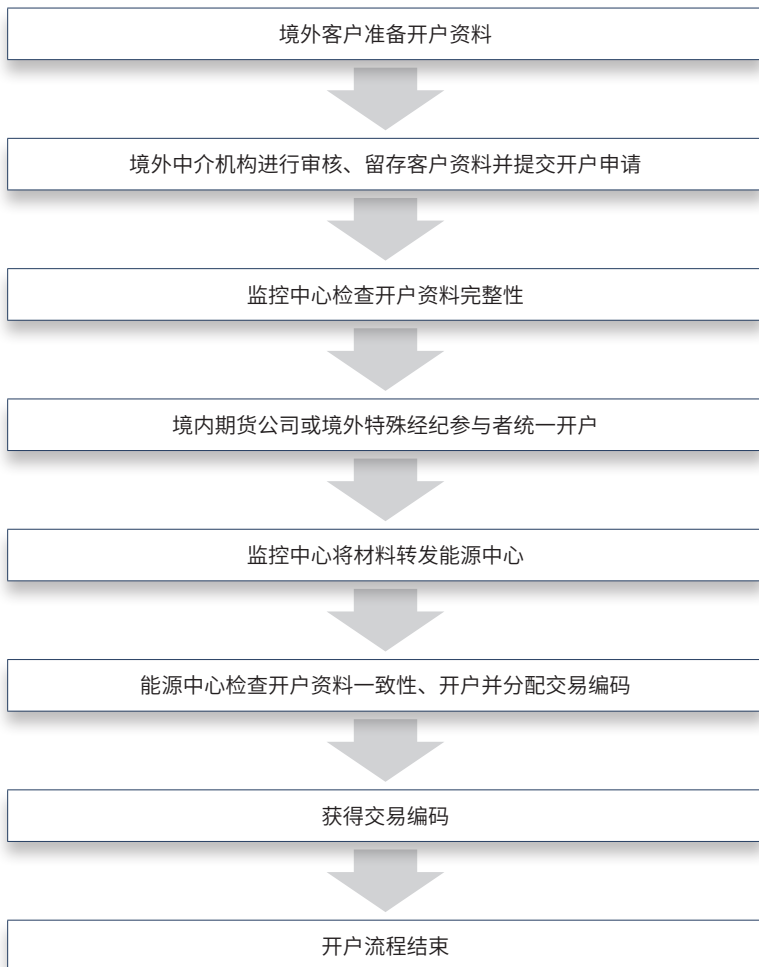 境外客户准备开户资料
境外中介机构进行审核、留存客户资料并提交开户申请
监控中心检查开户资料完整性
境内期货公司或境外特殊经纪参与者统一开户
监控中心将材料转发能源中心
能源中心检查开户资料一致性、开户并分配交易编码
获得交易编码
开户流程结束